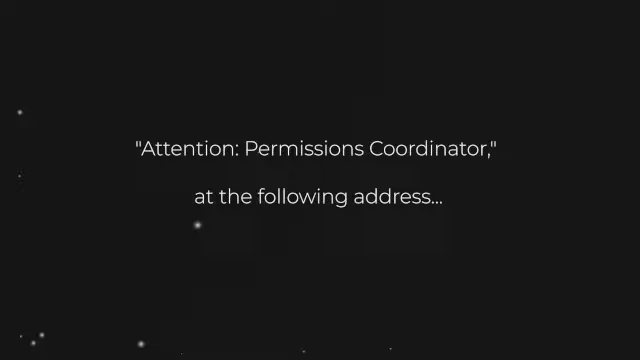 "Attention: Permissions Coordinator,"
at the following address...